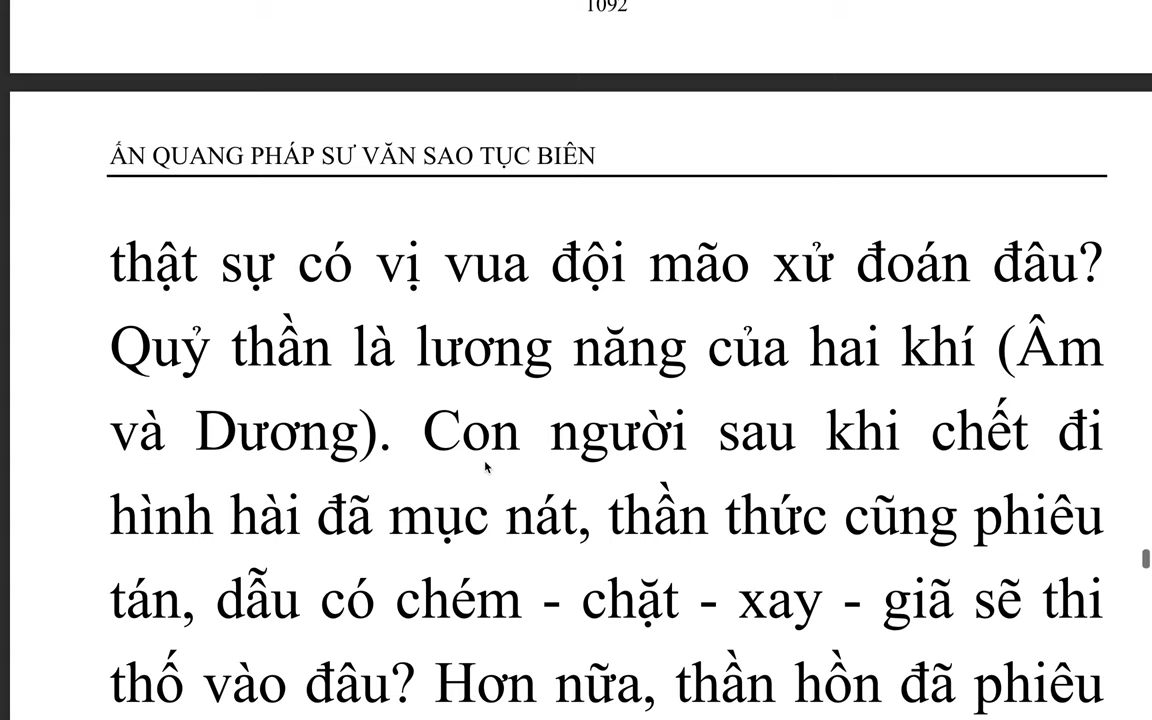 1092
ẤN QUANG PHÁP SƯ VĂN SAO TỤC BIÊN
thật sự có vị vua đội mão xử đoán đâu?
Quỷ thần là lương năng của hai khí (Âm
và Dương). Con người sau khi chết đi
hình hài đã mục nát, thần thức cũng phiêu
tán, dẫu có chém - chặt - xay - giã sẽ thi
thố vào đâu? Hơn nữa, thần hồn đã phiêu